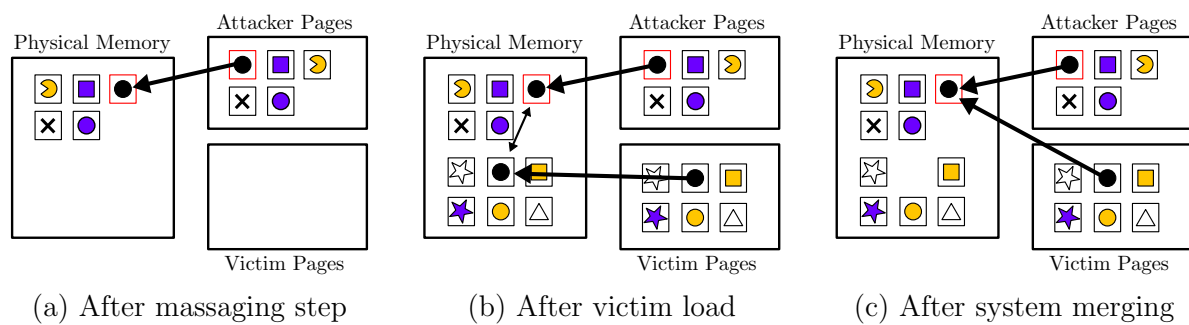 Physical Memory
Attacker Pages
Victim Pages
(a) After massaging step
Physical Memory
Attacker Pages
Victim Pages
(b) After victim load
Physical Memory
Attacker Pages
Victim Pages
(c) After system merging